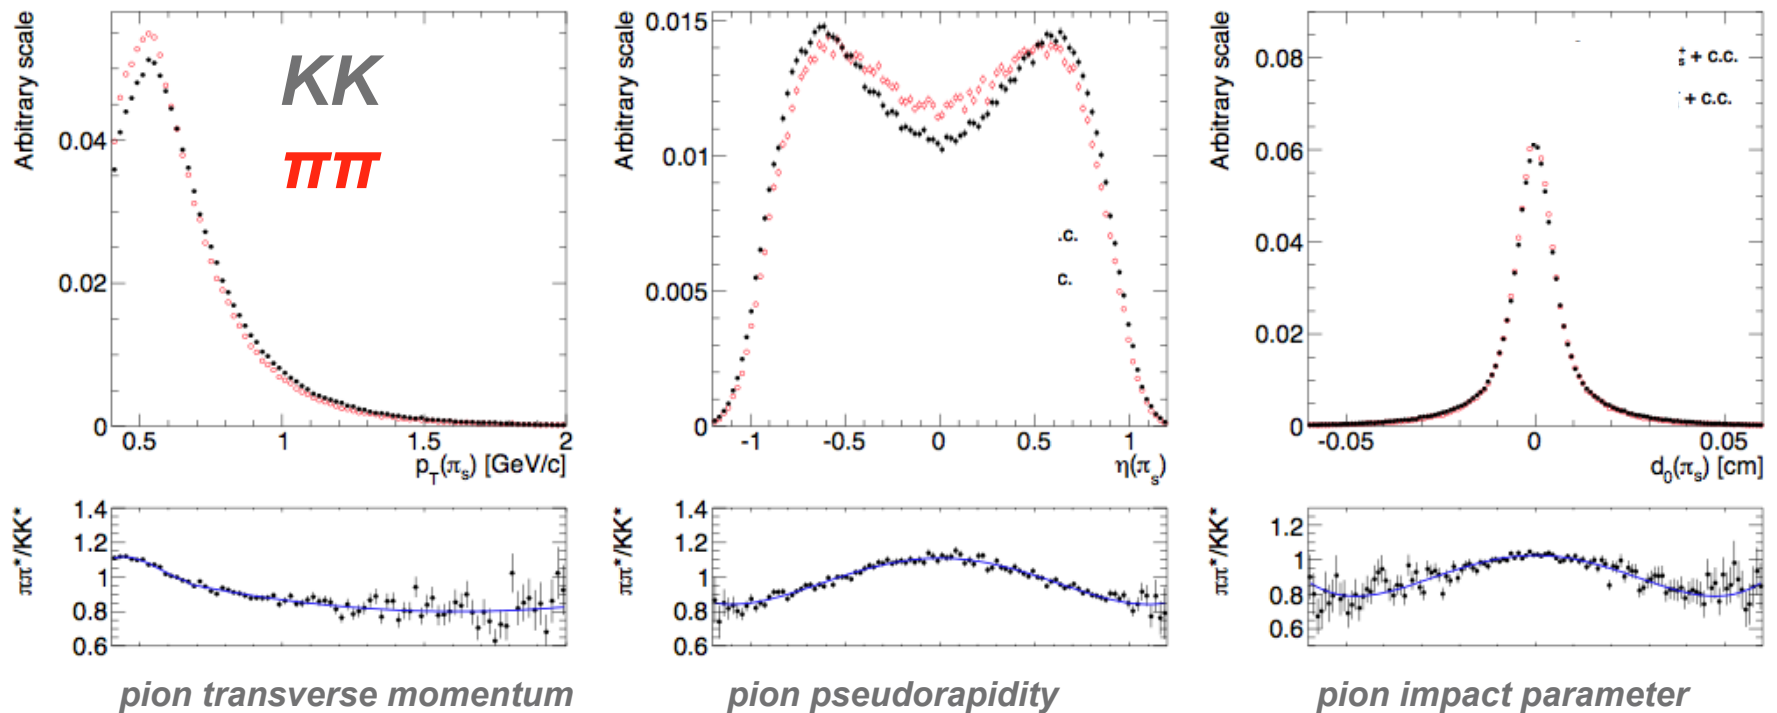 Arbitrary scale
0.04
0.02
0
0.5
1
1.5
2
p_T(π_s) [GeV/c]
KK
ππ
ππ*/KK*
1.4
1.2
1
0.8
0.6
pion transverse momentum
Arbitrary scale
0.015
0.01
0.005
0
-1
-0.5
0
0.5
1
η(π_s)
.c.
c.
ππ*/KK*
1.4
1.2
1
0.8
0.6
pion pseudorapidity
Arbitrary scale
0.08
0.06
0.04
0.02
0
-0.05
0
0.05
d_0(π_s) [cm]
+ c.c.
+ c.c.
ππ*/KK*
1.2
1
0.8
0.6
pion impact parameter